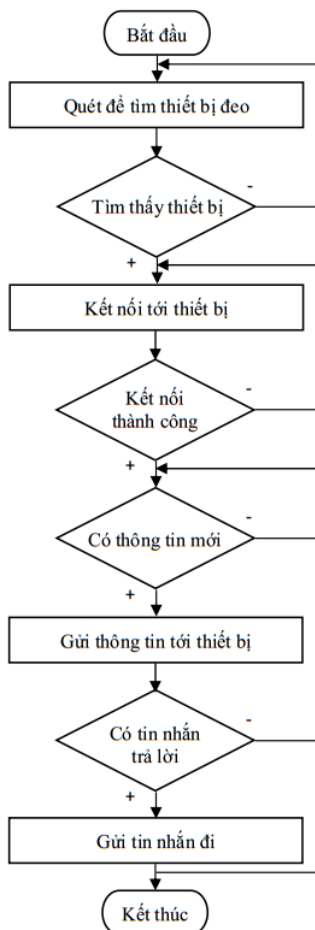 Bắt đầu
Quét để tìm thiết bị đeo
-
Tìm thấy thiết bị
+
Kết nối tới thiết bị
-
Kết nối
thành công
+
-
Có thông tin mới
+
Gửi thông tin tới thiết bị
-
Có tin nhắn
trả lời
+
Gửi tin nhắn đi
Kết thúc